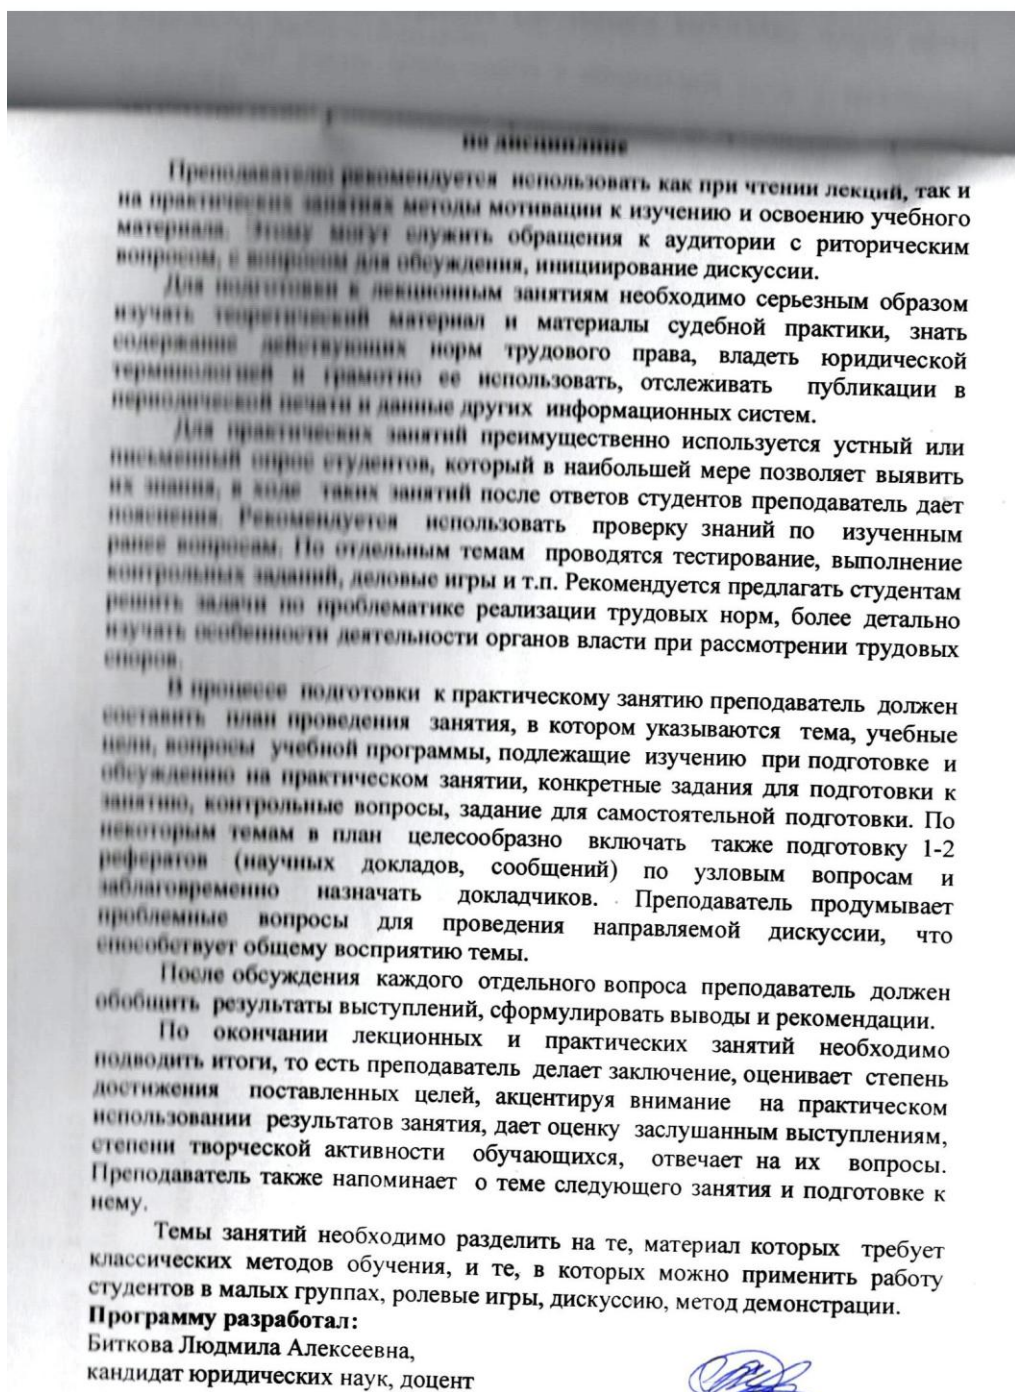 по дисциплине
Преподавателю рекомендуется использовать как при чтении лекций, так и
на практических занятиях методы мотивации к изучению и освоению учебного
материала. Этому могут служить обращения к аудитории с риторическим
вопросом, с вопросом для обсуждения, инициирование дискуссии.
Для подготовки к лекционным занятиям необходимо серьезным образом
изучать теоретический материал и материалы судебной практики, знать
содержание действующих норм трудового права, владеть юридической
терминологией и грамотно ее использовать, отслеживать публикации в
периодической печати и данные других информационных систем.
Для практических занятий преимущественно используется устный или
письменный опрос студентов, который в наибольшей мере позволяет выявить
их знания, в ходе таких занятий после ответов студентов преподаватель дает
пояснения. Рекомендуется использовать проверку знаний по изученным
ранее вопросам. По отдельным темам проводятся тестирование, выполнение
контрольных заданий, деловые игры и т.п. Рекомендуется предлагать студентам
решить задачи по проблематике реализации трудовых норм, более детально
изучать особенности деятельности органов власти при рассмотрении трудовых
споров.
В процессе подготовки к практическому занятию преподаватель должен
составить план проведения занятия, в котором указываются тема, учебные
цели, вопросы учебной программы, подлежащие изучению при подготовке и
обсуждению на практическом занятии, конкретные задания для подготовки к
занятию, контрольные вопросы, задание для самостоятельной подготовки. По
некоторым темам в план целесообразно включать также подготовку 1-2
рефератов (научных докладов, сообщений) по узловым вопросам и
заблаговременно назначать докладчиков. Преподаватель продумывает
проблемные вопросы для проведения направляемой дискуссии, что
способствует общему восприятию темы.
После обсуждения каждого отдельного вопроса преподаватель должен
обобщить результаты выступлений, сформулировать выводы и рекомендации.
По окончании лекционных и практических занятий необходимо
подводить итоги, то есть преподаватель делает заключение, оценивает степень
достижения поставленных целей, акцентируя внимание на практическом
использовании результатов занятия, дает оценку заслушанным выступлениям,
степени творческой активности обучающихся, отвечает на их вопросы.
Преподаватель также напоминает о теме следующего занятия и подготовке к
нему.
Темы занятий необходимо разделить на те, материал которых требует
классических методов обучения, и те, в которых можно применить работу
студентов в малых группах, ролевые игры, дискуссию, метод демонстрации.
Программу разработал:
Биткова Людмила Алексеевна,
кандидат юридических наук, доцент